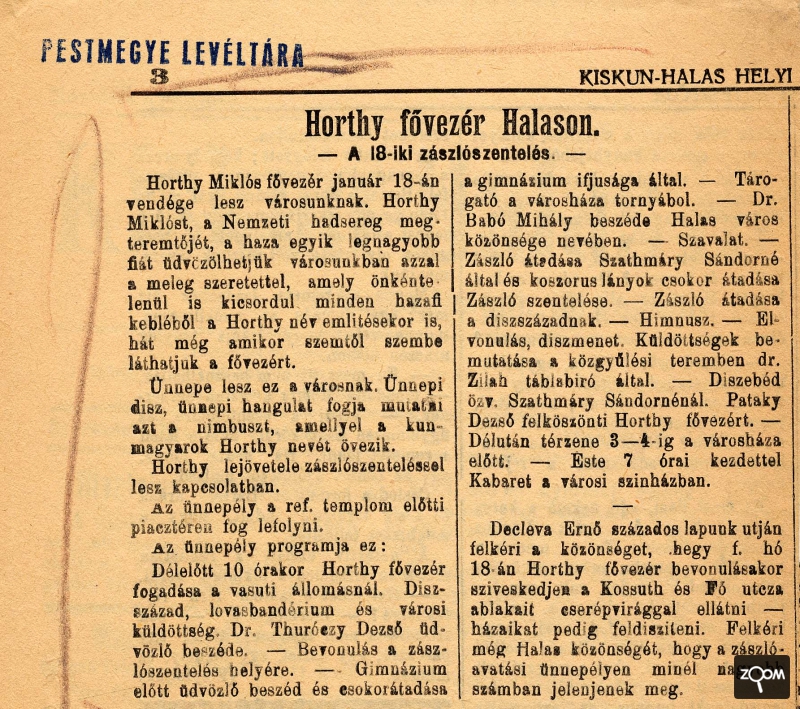 PESTMEGYE LEVÉLTÁRA
3
KISKUN-HALAS HELYI
Horthy fővezér Halason.
— A 18-iki zászlószentelés. —
Horthy Miklós fővezér január 18-án
vendége lesz városunknak. Horthy
Miklóst, a Nemzeti hadsereg meg-
teremtőjét, a haza egyik legnagyobb
fiát üdvözölhetjük városunkban azzal
a meleg szeretettel, amely önkénte-
lenül is kicsordul minden hazafi
kebléből a Horthy név emlitésekor is,
hát még amikor szemtől szembe
láthatjuk a fővezért.
Ünnepe lesz ez a városnak. Ünnepi
disz, ünnepi hangulat fogja mutatni
azt a nimbuszt, amellyel a kun-
magyarok Horthy nevét övezik.
Horthy lejövetele zászlószenteléssel
lesz kapcsolatban.
Az ünnepély a ref. templom előtti
piactéren fog lefolyni.
Az ünnepély programja ez:
Délelőtt 10 órakor Horthy fővezér
fogadása a vasuti állomásnál. Disz-
század, lovasbandérium és városi
küldöttség. Dr. Thuróczy Dezső üd-
vözlő beszéde. — Bevonulás a zász-
lószentelés helyére. — Gimnázium
előtt üdvözlő beszéd és csokorátadása
a gimnázium ifjusága által. — Táro-
gató a városháza tornyából. — Dr.
Babó Mihály beszéde Halas város
közönsége nevében. — Szavalat. —
Zászló átadása Szathmáry Sándorné
által és koszorus lányok csokor átadása
Zászló szentelése. — Zászló átadása
a diszszázadnak. — Himnusz. — El-
vonulás, diszmenet. Küldöttségek be-
mutatása a közgyűlési teremben dr.
Zilah táblabiró által. — Diszebéd
özv. Szathmáry Sándornénál. Pataky
Dezső felköszönti Horthy fővezért. —
Délután térzene 3—4-ig a városháza
előtt. — Este 7 órai kezdettel
Kabaret a városi szinházban.
—
Decleva Ernő százados lapunk utján
felkéri a közönséget, hegy f. hó
18-án Horthy fővezér bevonulásakor
sziveskedjen a Kossuth és Fő utcza
ablakait cserépvirággal ellátni —
házaikat pedig feldisziteni. Felkéri
még Halas közönségét, hogy a zászló-
avatási ünnepélyen minél
számban jelenjenek meg.
ZOOM